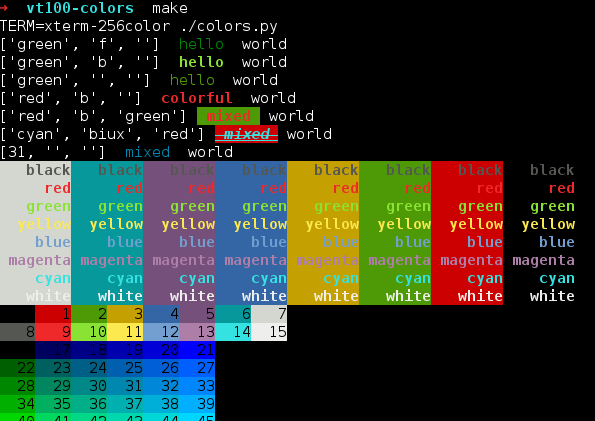 → vt100-colors make
TERM=xterm-256color ./colors.py
['green', 'f', ''] hello world
['green', 'b', ''] hello world
['green', '', ''] hello world
['red', 'b', ''] colorful world
['red', 'b', 'green'] mixed world
['cyan', 'biux', 'red'] mixed world
[31, '', ''] mixed world
black black black black black black black black
red red red red red red red red
green green green green green green green green
yellow yellow yellow yellow yellow yellow yellow yellow
blue blue blue blue blue blue blue blue
magenta magenta magenta magenta magenta magenta magenta magenta
cyan cyan cyan cyan cyan cyan cyan cyan
white white white white white white white white
1 2 3 4 5 6 7
8 9 10 11 12 13 14 15
17 18 19 20 21
22 23 24 25 26 27
28 29 30 31 32 33
34 35 36 37 38 39
40 41 42 43 44 45